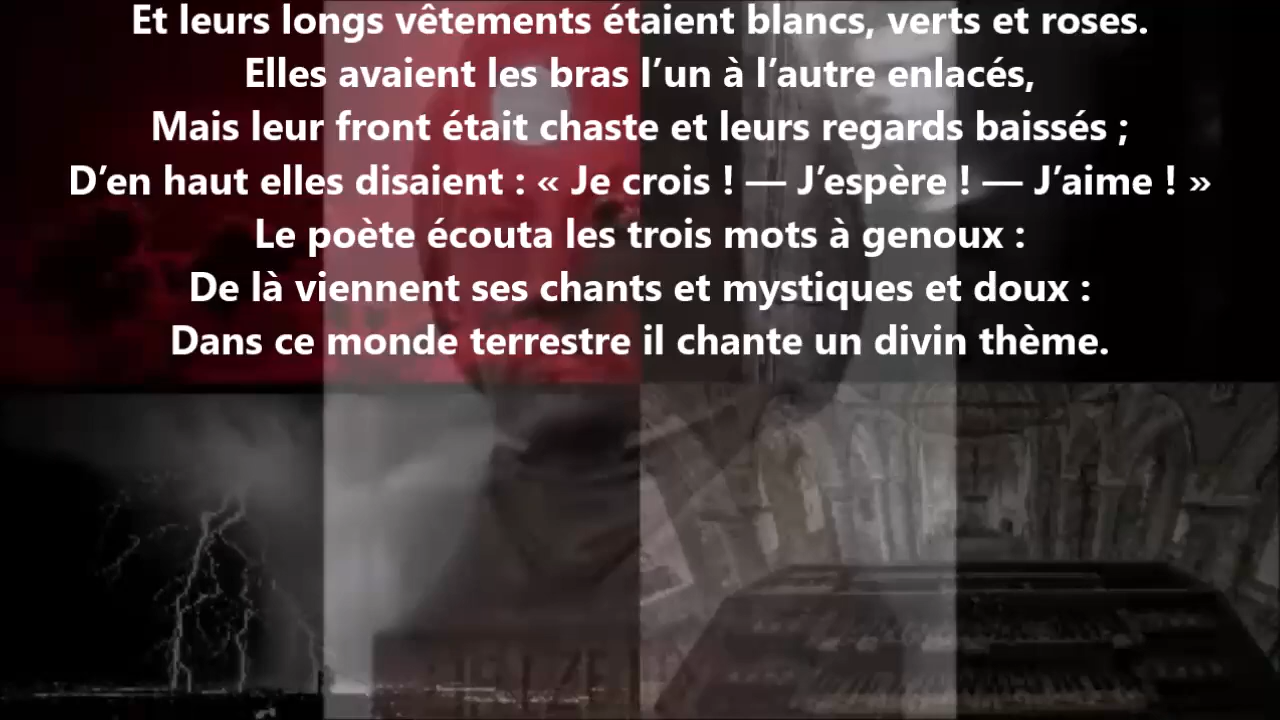 Et leurs longs vêtements étaient blancs, verts et roses.
Elles avaient les bras l’un à l’autre enlacés,
Mais leur front était chaste et leurs regards baissés ;
D’en haut elles disaient : « Je crois ! — J’espère ! — J’aime ! »
Le poète écouta les trois mots à genoux :
De là viennent ses chants et mystiques et doux :
Dans ce monde terrestre il chante un divin thème.